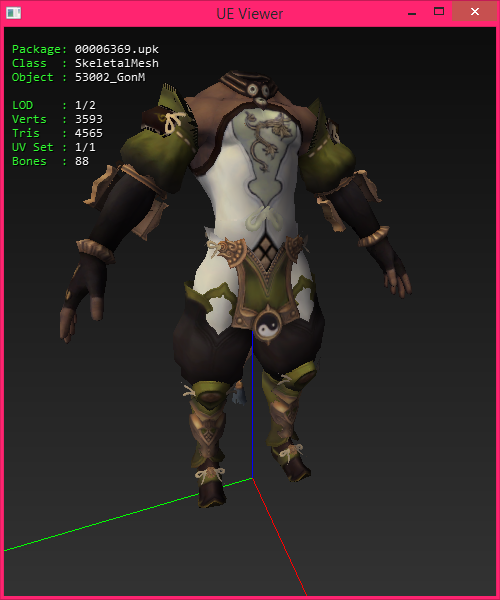 UE Viewer
Package: 00006369.upk
Class  : SkeletalMesh
Object : 53002_GonM
LOD    : 1/2
Verts  : 3593
Tris   : 4565
UV Set : 1/1
Bones  : 88